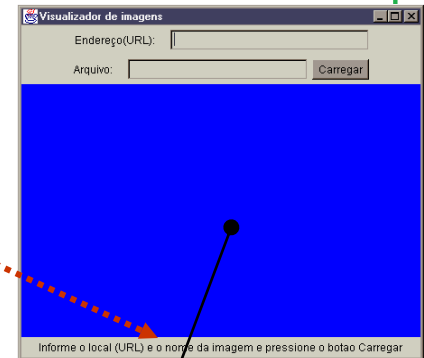 Visualizador de imagens
Endereço(URL):
Arquivo:
Carregar
Informe o local (URL) e o nome da imagem e pressione o botao Carregar